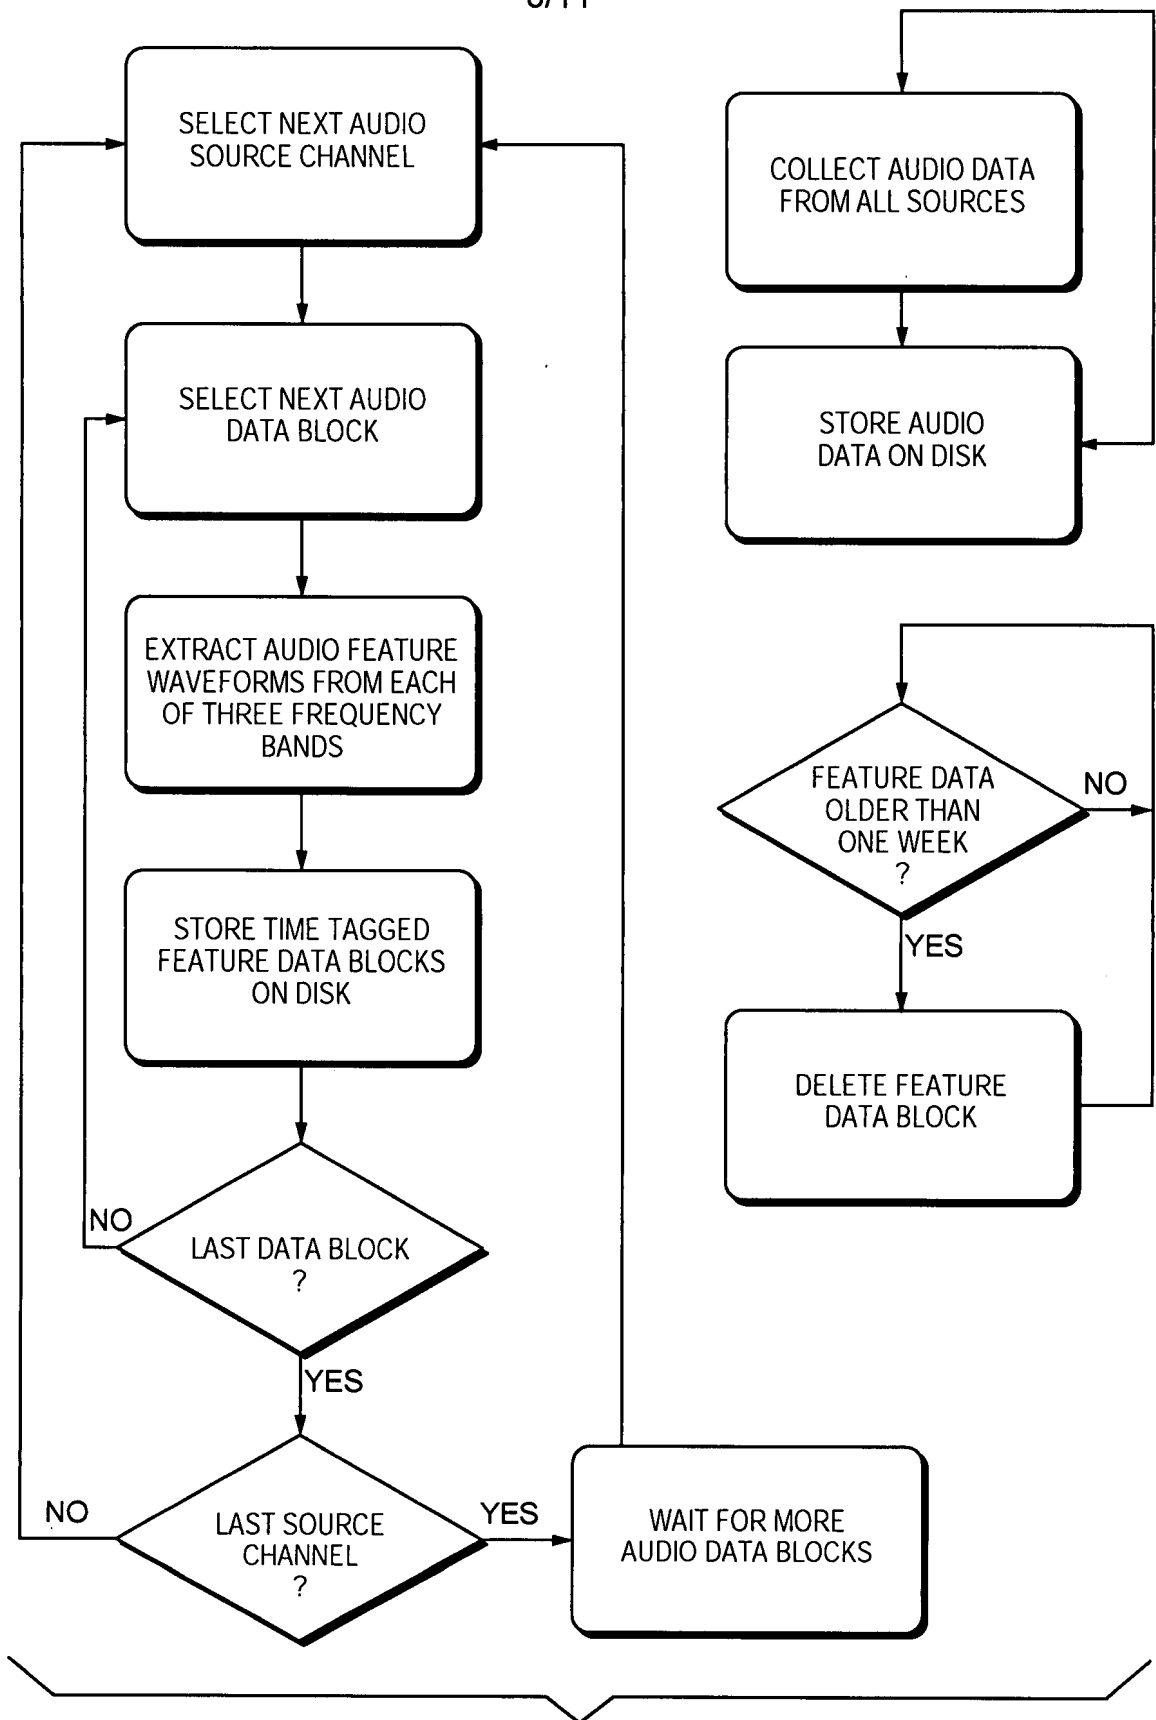 SELECT NEXT AUDIO
SOURCE CHANNEL
SELECT NEXT AUDIO
DATA BLOCK
EXTRACT AUDIO FEATURE
WAVEFORMS FROM EACH
OF THREE FREQUENCY
BANDS
STORE TIME TAGGED
FEATURE DATA BLOCKS
ON DISK
NO
LAST DATA BLOCK
?
YES
NO
LAST SOURCE
CHANNEL
?
YES
WAIT FOR MORE
AUDIO DATA BLOCKS
COLLECT AUDIO DATA
FROM ALL SOURCES
STORE AUDIO
DATA ON DISK
FEATURE DATA
OLDER THAN
ONE WEEK
?
NO
YES
DELETE FEATURE
DATA BLOCK